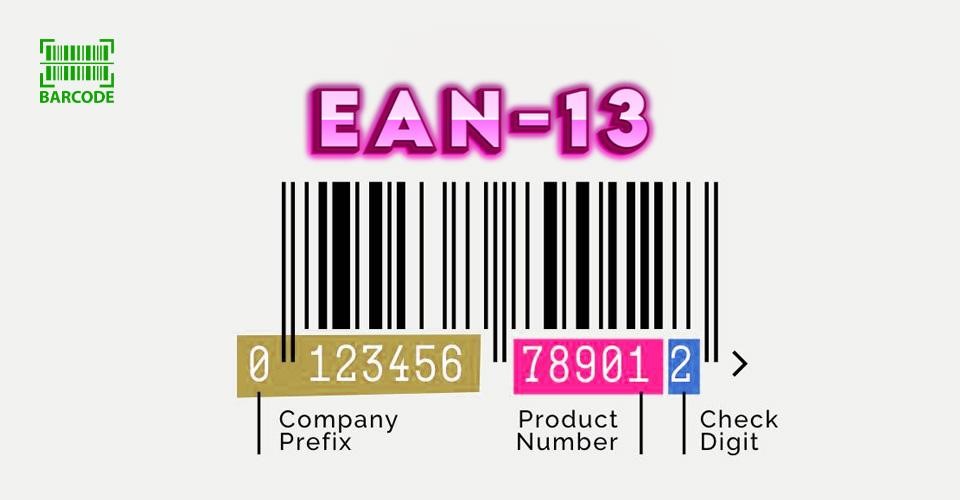 BARCODE
EAN-13
0 123456 78901 2 >
Company Prefix
Product Number
Check Digit